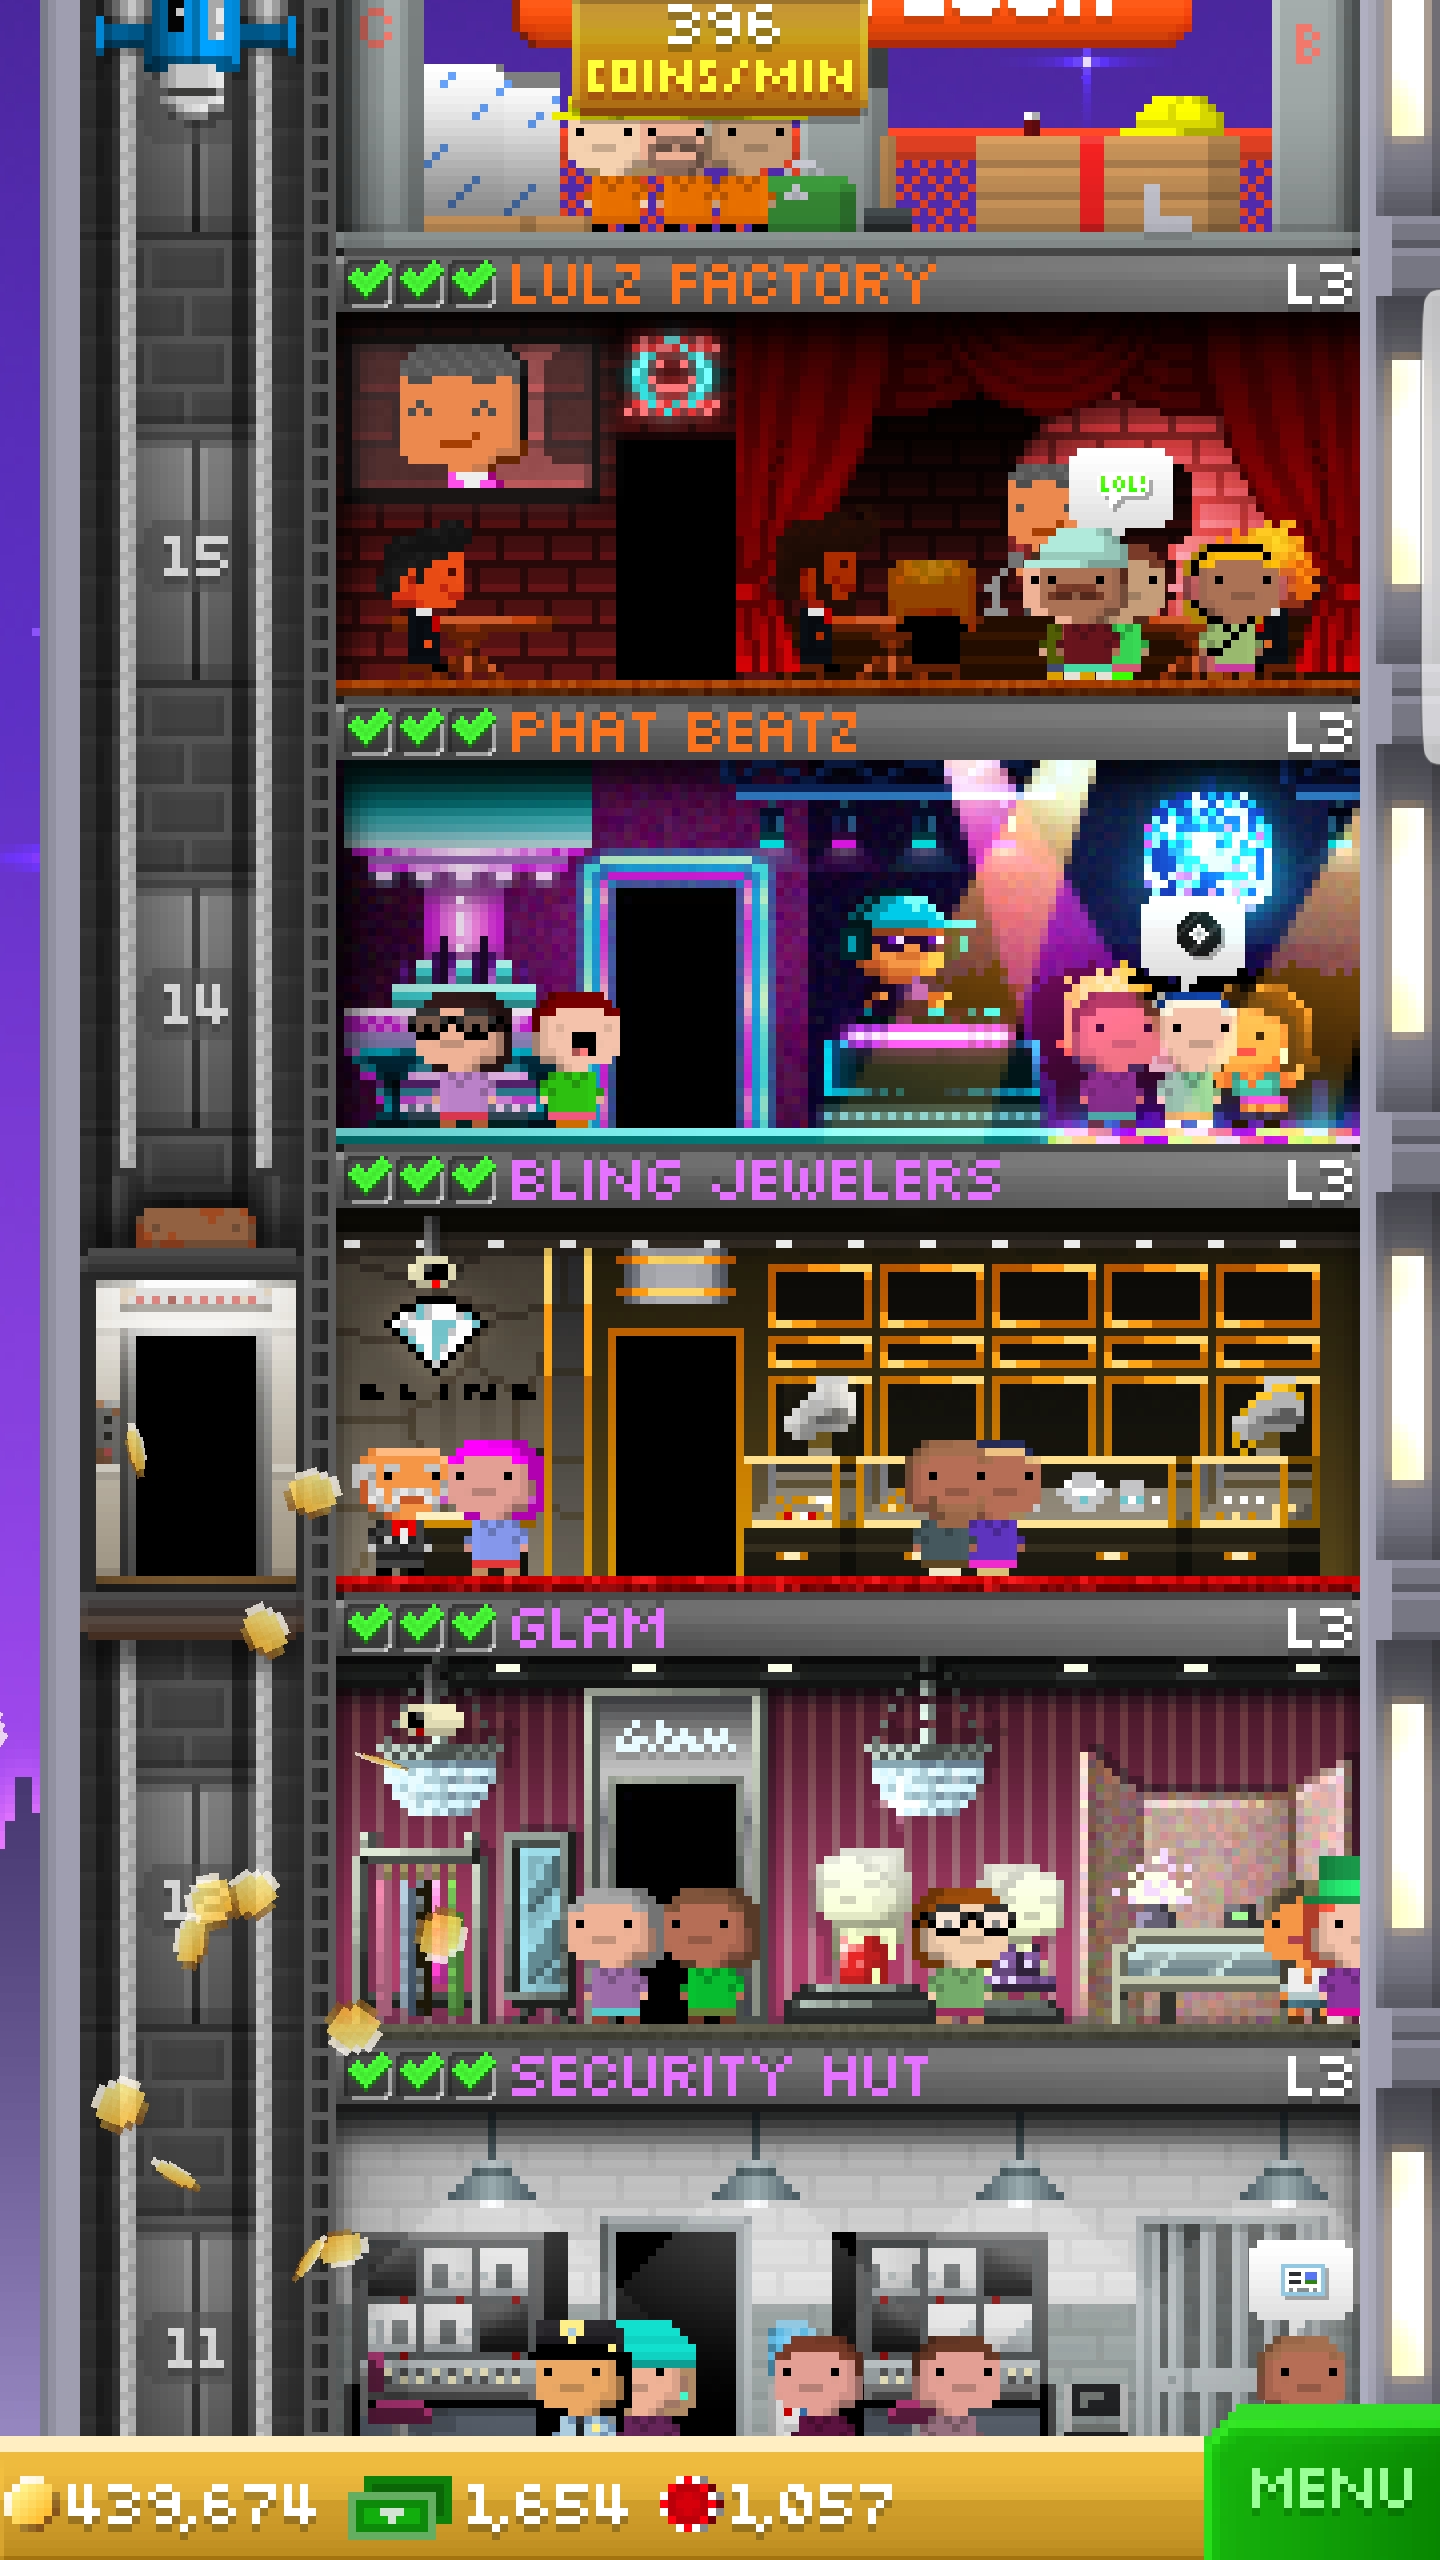 C
396
COINS/MIN
B
LULZ FACTORY L3
LOL!
15
PHAT BEATZ L3
14
BLING JEWELERS L3
BLING
GLAM L3
Glam
SECURITY HUT L3
11
439,674 1,654 1,057
MENU